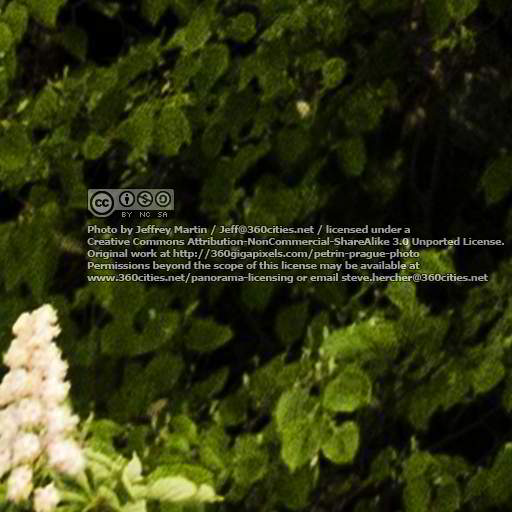 cc
BY NC SA
Photo by Jeffrey Martin / Jeff@360cities.net / licensed under a
Creative Commons Attribution-NonCommercial-ShareAlike 3.0 Unported License.
Original work at http://360gigapixels.com/petrin-prague-photo
Permissions beyond the scope of this license may be available at
www.360cities.net/panorama-licensing or email steve.hercher@360cities.net